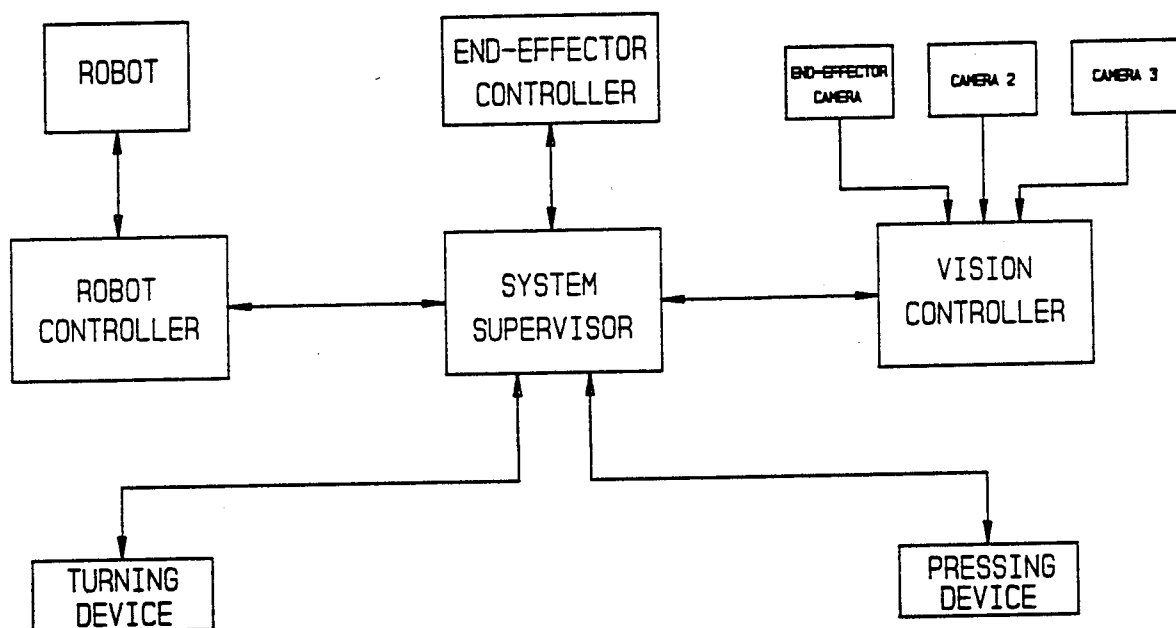 ROBOT
END-EFFECTOR
CONTROLLER
END-EFFECTOR
CAMERA
CAMERA 2
CAMERA 3
ROBOT
CONTROLLER
SYSTEM
SUPERVISOR
VISION
CONTROLLER
TURNING
DEVICE
PRESSING
DEVICE